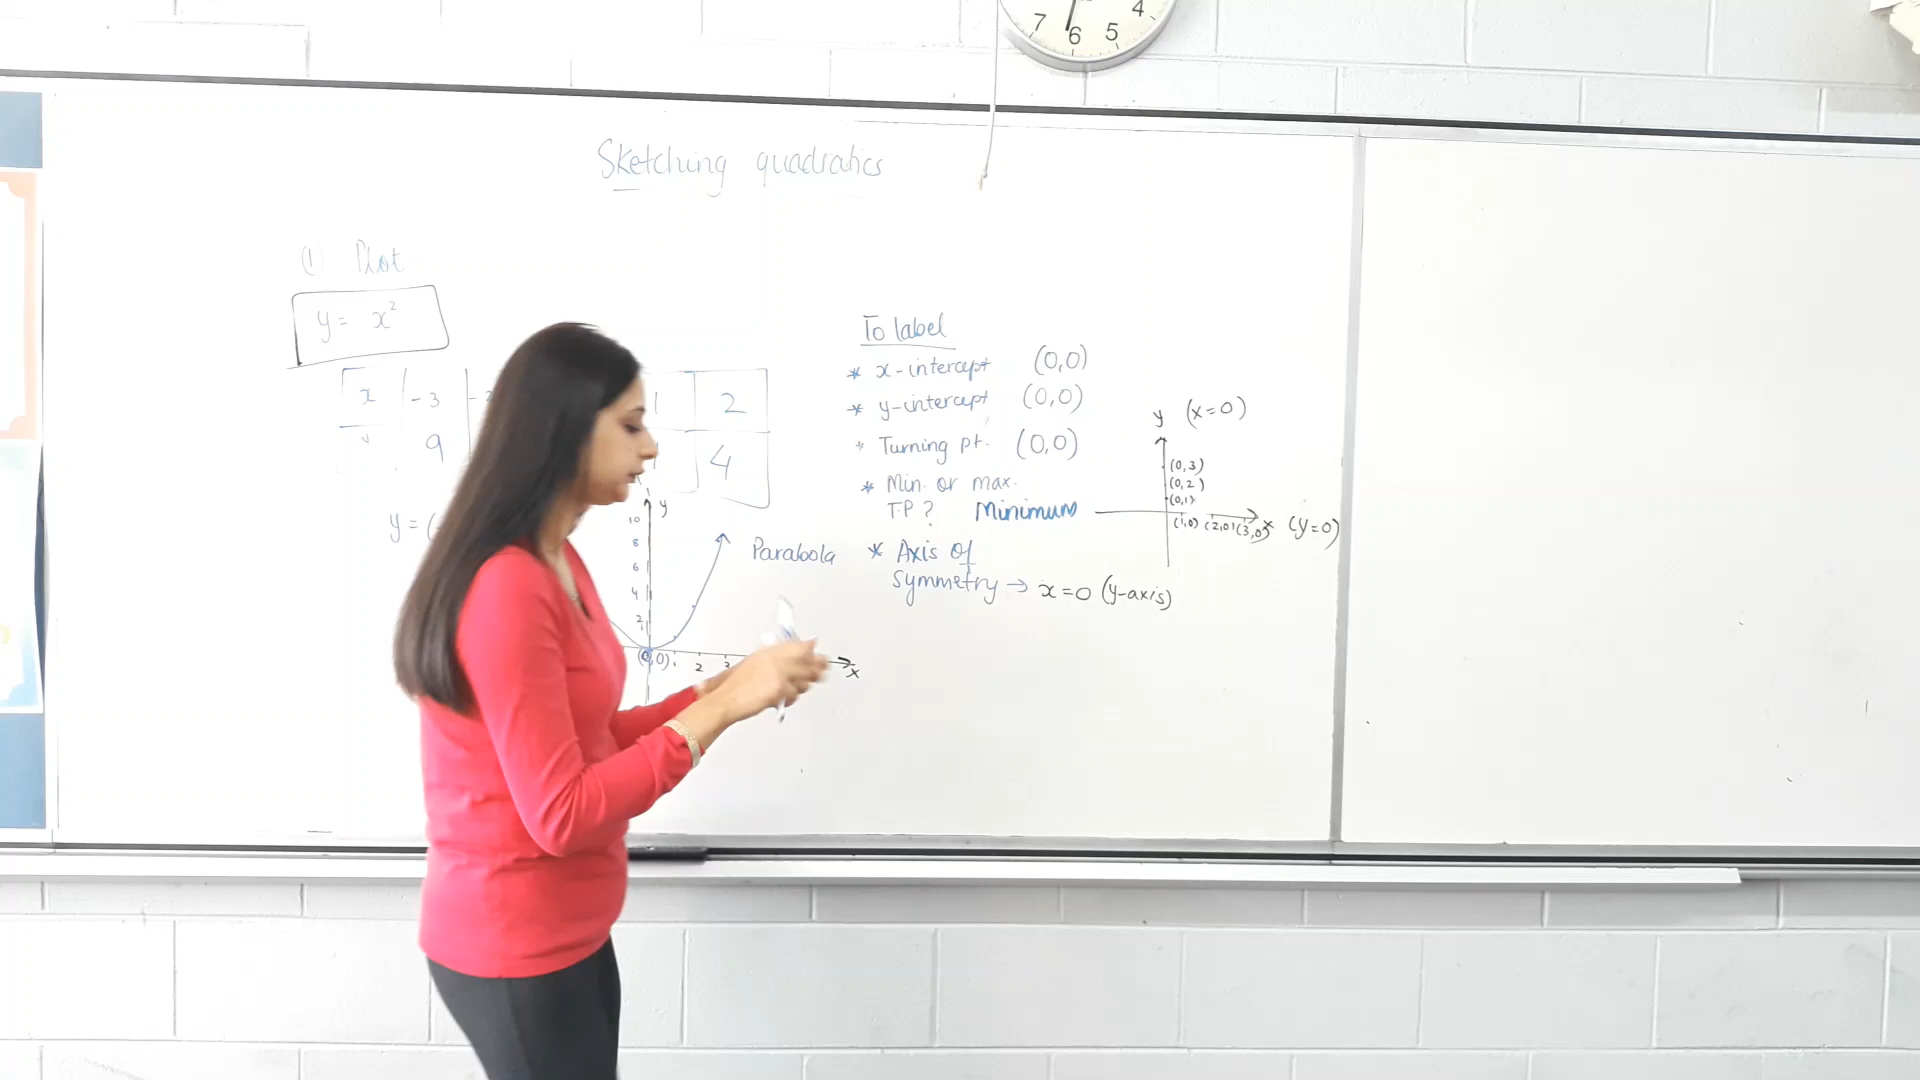 7 6 5 4
Sketching quadratics
(1) Plot
y = x²
x -3 1 2
9 4
y = (
To label
* x-intercept (0,0)
* y-intercept (0,0)
* Turning pt. (0,0)
* Min. or max.
T.P? Minimum
* Axis of
symmetry → x=0 (y-axis)
y
10
8
6
4
2
(0,0) 1 2 3
x
Parabola
y (x=0)
(0,3)
(0,2)
(0,1)
(1,0) (2,0) (3,0) x (y=0)